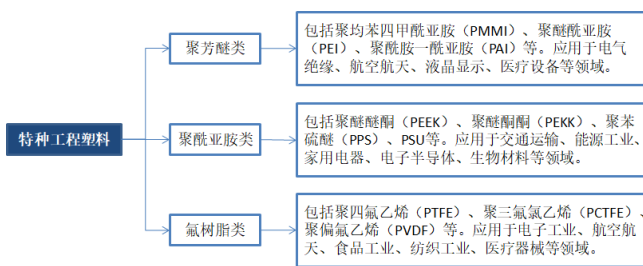 特种工程塑料
聚芳醚类
包括聚均苯四甲酰亚胺（PMMI）、聚醚酰亚胺
（PEI）、聚酰胺一酰亚胺（PAI）等。应用于电气
绝缘、航空航天、液晶显示、医疗设备等领域。
聚酰亚胺类
包括聚醚醚酮（PEEK）、聚醚酮酮（PEKK）、聚苯
硫醚（PPS）、PSU等。应用于交通运输、能源工业、
家用电器、电子半导体、生物材料等领域。
氟树脂类
包括聚四氟乙烯（PTFE）、聚三氟氯乙烯（PCTFE）、
聚偏氟乙烯（PVDF）等。应用于电子工业、航空航
天、食品工业、纺织工业、医疗器械等领域。